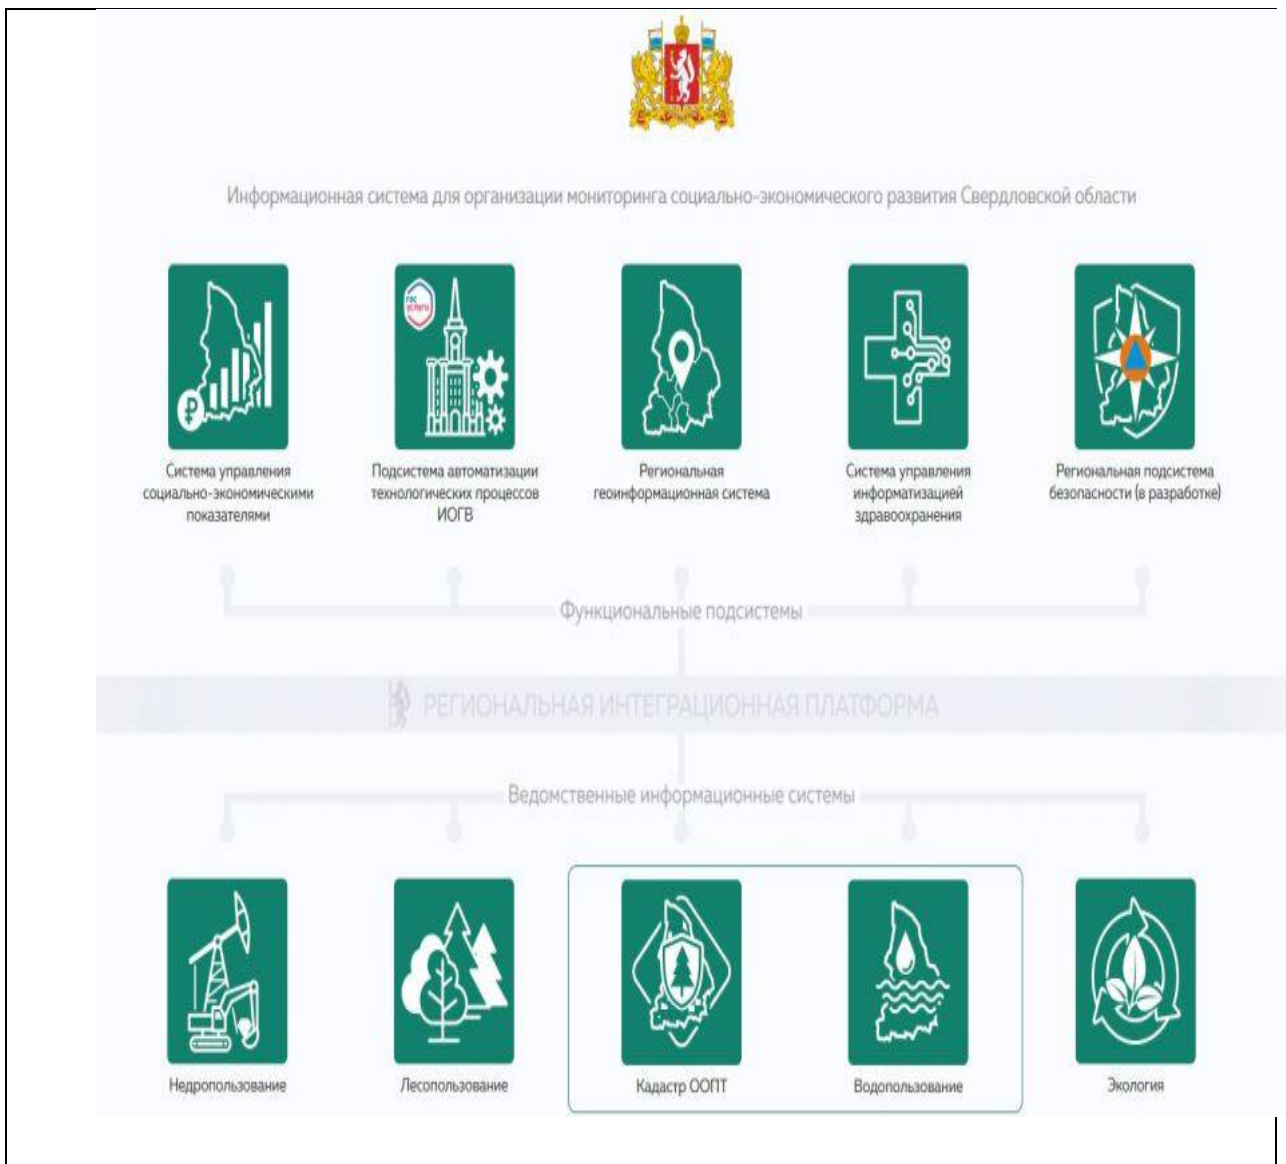 Информационная система для организации мониторинга социально-экономического развития Свердловской области
гос
услуги
Система управления
социально-экономическими
показателями
Подсистема автоматизации
технологических процессов
ИОГВ
Региональная
геоинформационная система
Система управления
информатизацией
здравоохранения
Региональная подсистема
безопасности (в разработке)
Функциональные подсистемы
РЕГИОНАЛЬНАЯ ИНТЕГРАЦИОННАЯ ПЛАТФОРМА
Ведомственные информационные системы
Недропользование
Лесопользование
Кадастр ООПТ
Водопользование
Экология